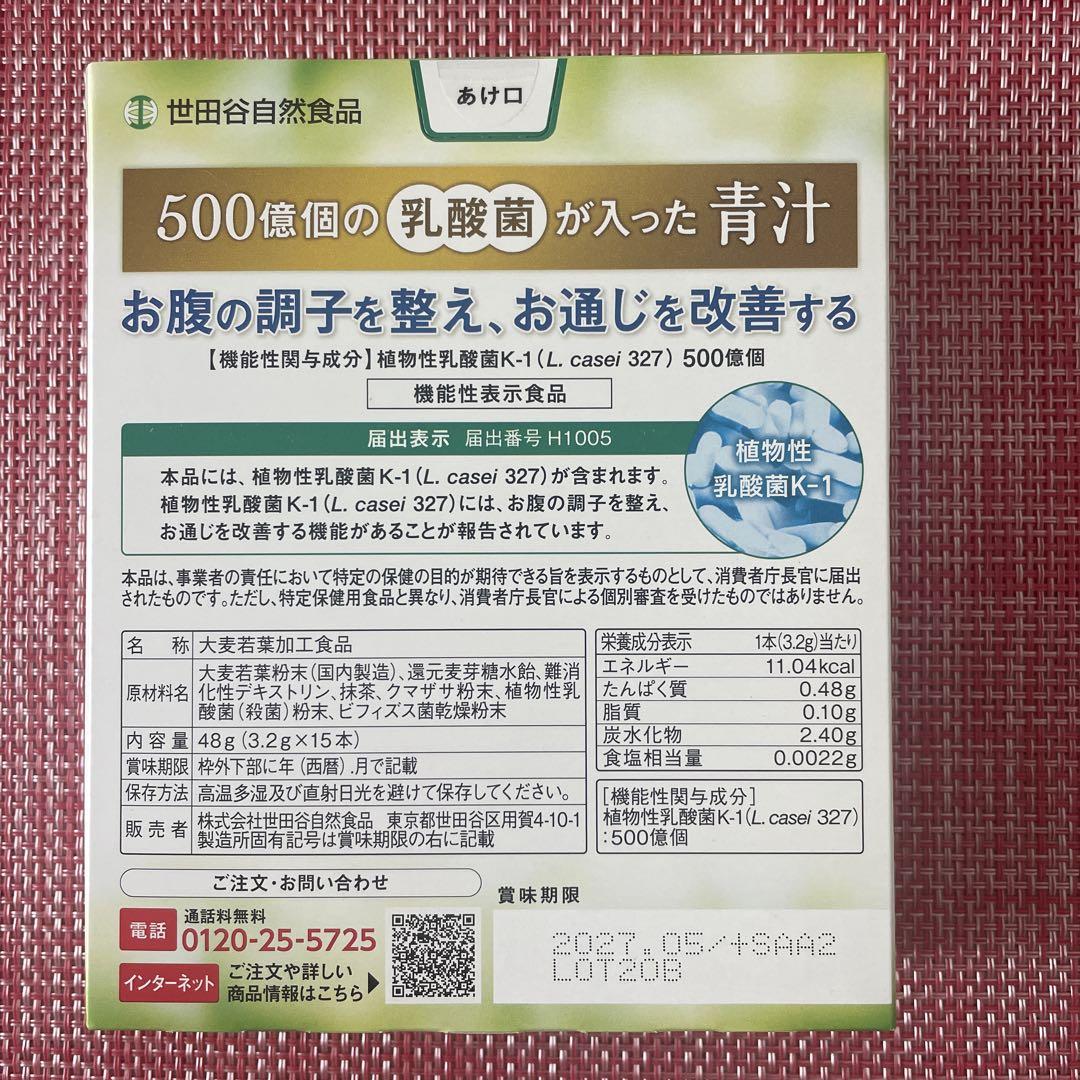 あけ口
世田谷自然食品
500億個の乳酸菌が入った青汁
お腹の調子を整え、お通じを改善する
【機能性関与成分】植物性乳酸菌K-1(L. casei 327) 500億個
機能性表示食品
届出表示 届出番号 H1005
植物性
乳酸菌K-1
本品には、植物性乳酸菌K-1(L. casei 327)が含まれます。
植物性乳酸菌K-1(L. casei 327)には、お腹の調子を整え、
お通じを改善する機能があることが報告されています。
本品は、事業者の責任において特定の保健の目的が期待できる旨を表示するものとして、消費者庁長官に届出
されたものです。ただし、特定保健用食品と異なり、消費者庁長官による個別審査を受けたものではありません。
名 称 大麦若葉加工食品
原材料名 大麦若葉粉末(国内製造)、還元麦芽糖水飴、難消
化性デキストリン、抹茶、クマザサ粉末、植物性乳
酸菌(殺菌)粉末、ビフィズス菌乾燥粉末
内容量 48g(3.2g×15本)
賞味期限 枠外下部に年(西暦).月で記載
保存方法 高温多湿及び直射日光を避けて保存してください。
販売者 株式会社世田谷自然食品 東京都世田谷区用賀4-10-1
製造所固有記号は賞味期限の右に記載
栄養成分表示 1本(3.2g)当たり
エネルギー 11.04kcal
たんぱく質 0.48g
脂質 0.10g
炭水化物 2.40g
食塩相当量 0.0022g
[機能性関与成分]
植物性乳酸菌K-1(L. casei 327)
:500億個
ご注文・お問い合わせ
電話 通話料無料
0120-25-5725
インターネット ご注文や詳しい
商品情報はこちら▶
賞味期限
2027.05/+SAA2
LOT20B